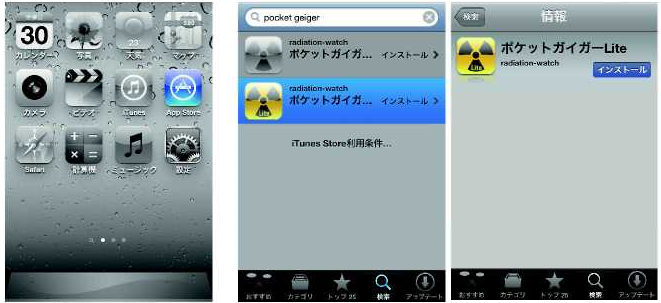 30
23
280
カレンダー
写真
天気
マップ
カメラ
ビデオ
iTunes
App Store
Safari
計算機
ミュージック
設定
pocket geiger
radiation-watch
ポケットガイガ... インストール
radiation-watch
ポケットガイガ... インストール
Lite
iTunes Store利用条件...
おすすめ
カテゴリ
トップ 25
検索
アップデート
検索
情報
ポケットガイガーLite
radiation-watch
インストール
Lite
おすすめ
カテゴリ
トップ 25
検索
アップデート